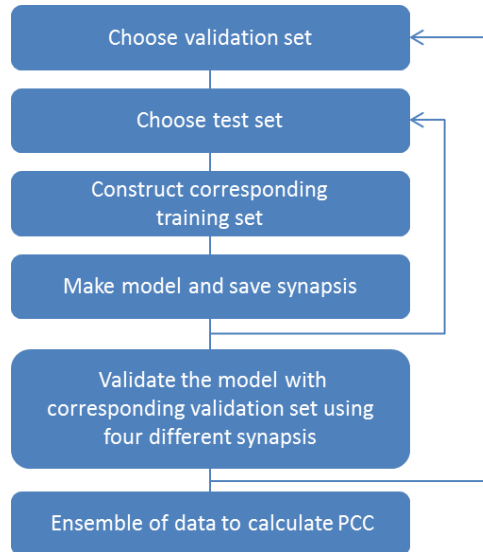 Choose validation set
Choose test set
Construct corresponding
training set
Make model and save synapsis
Validate the model with
corresponding validation set using
four different synapsis
Ensemble of data to calculate PCC